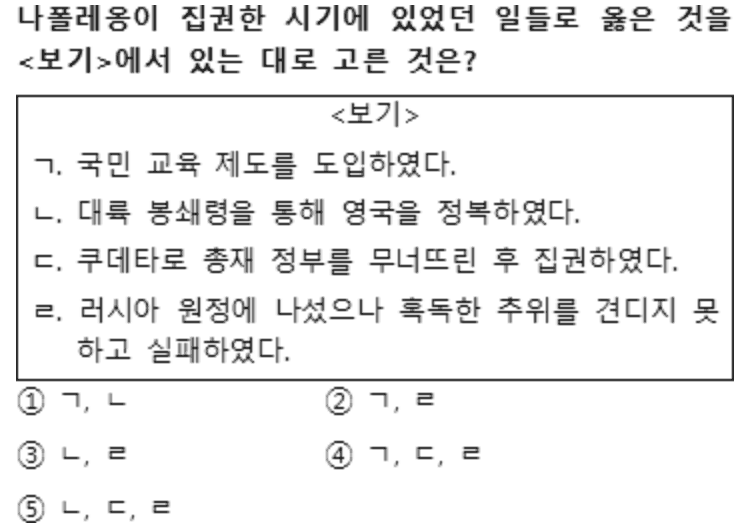 나폴레옹이 집권한 시기에 있었던 일들로 옳은 것을
<보기>에서 있는 대로 고른 것은?
<보기>
ㄱ. 국민 교육 제도를 도입하였다.
ㄴ. 대륙 봉쇄령을 통해 영국을 정복하였다.
ㄷ. 쿠데타로 총재 정부를 무너뜨린 후 집권하였다.
ㄹ. 러시아 원정에 나섰으나 혹독한 추위를 견디지 못
하고 실패하였다.
① ㄱ, ㄴ ② ㄱ, ㄹ
③ ㄴ, ㄹ ④ ㄱ, ㄷ, ㄹ
⑤ ㄴ, ㄷ, ㄹ